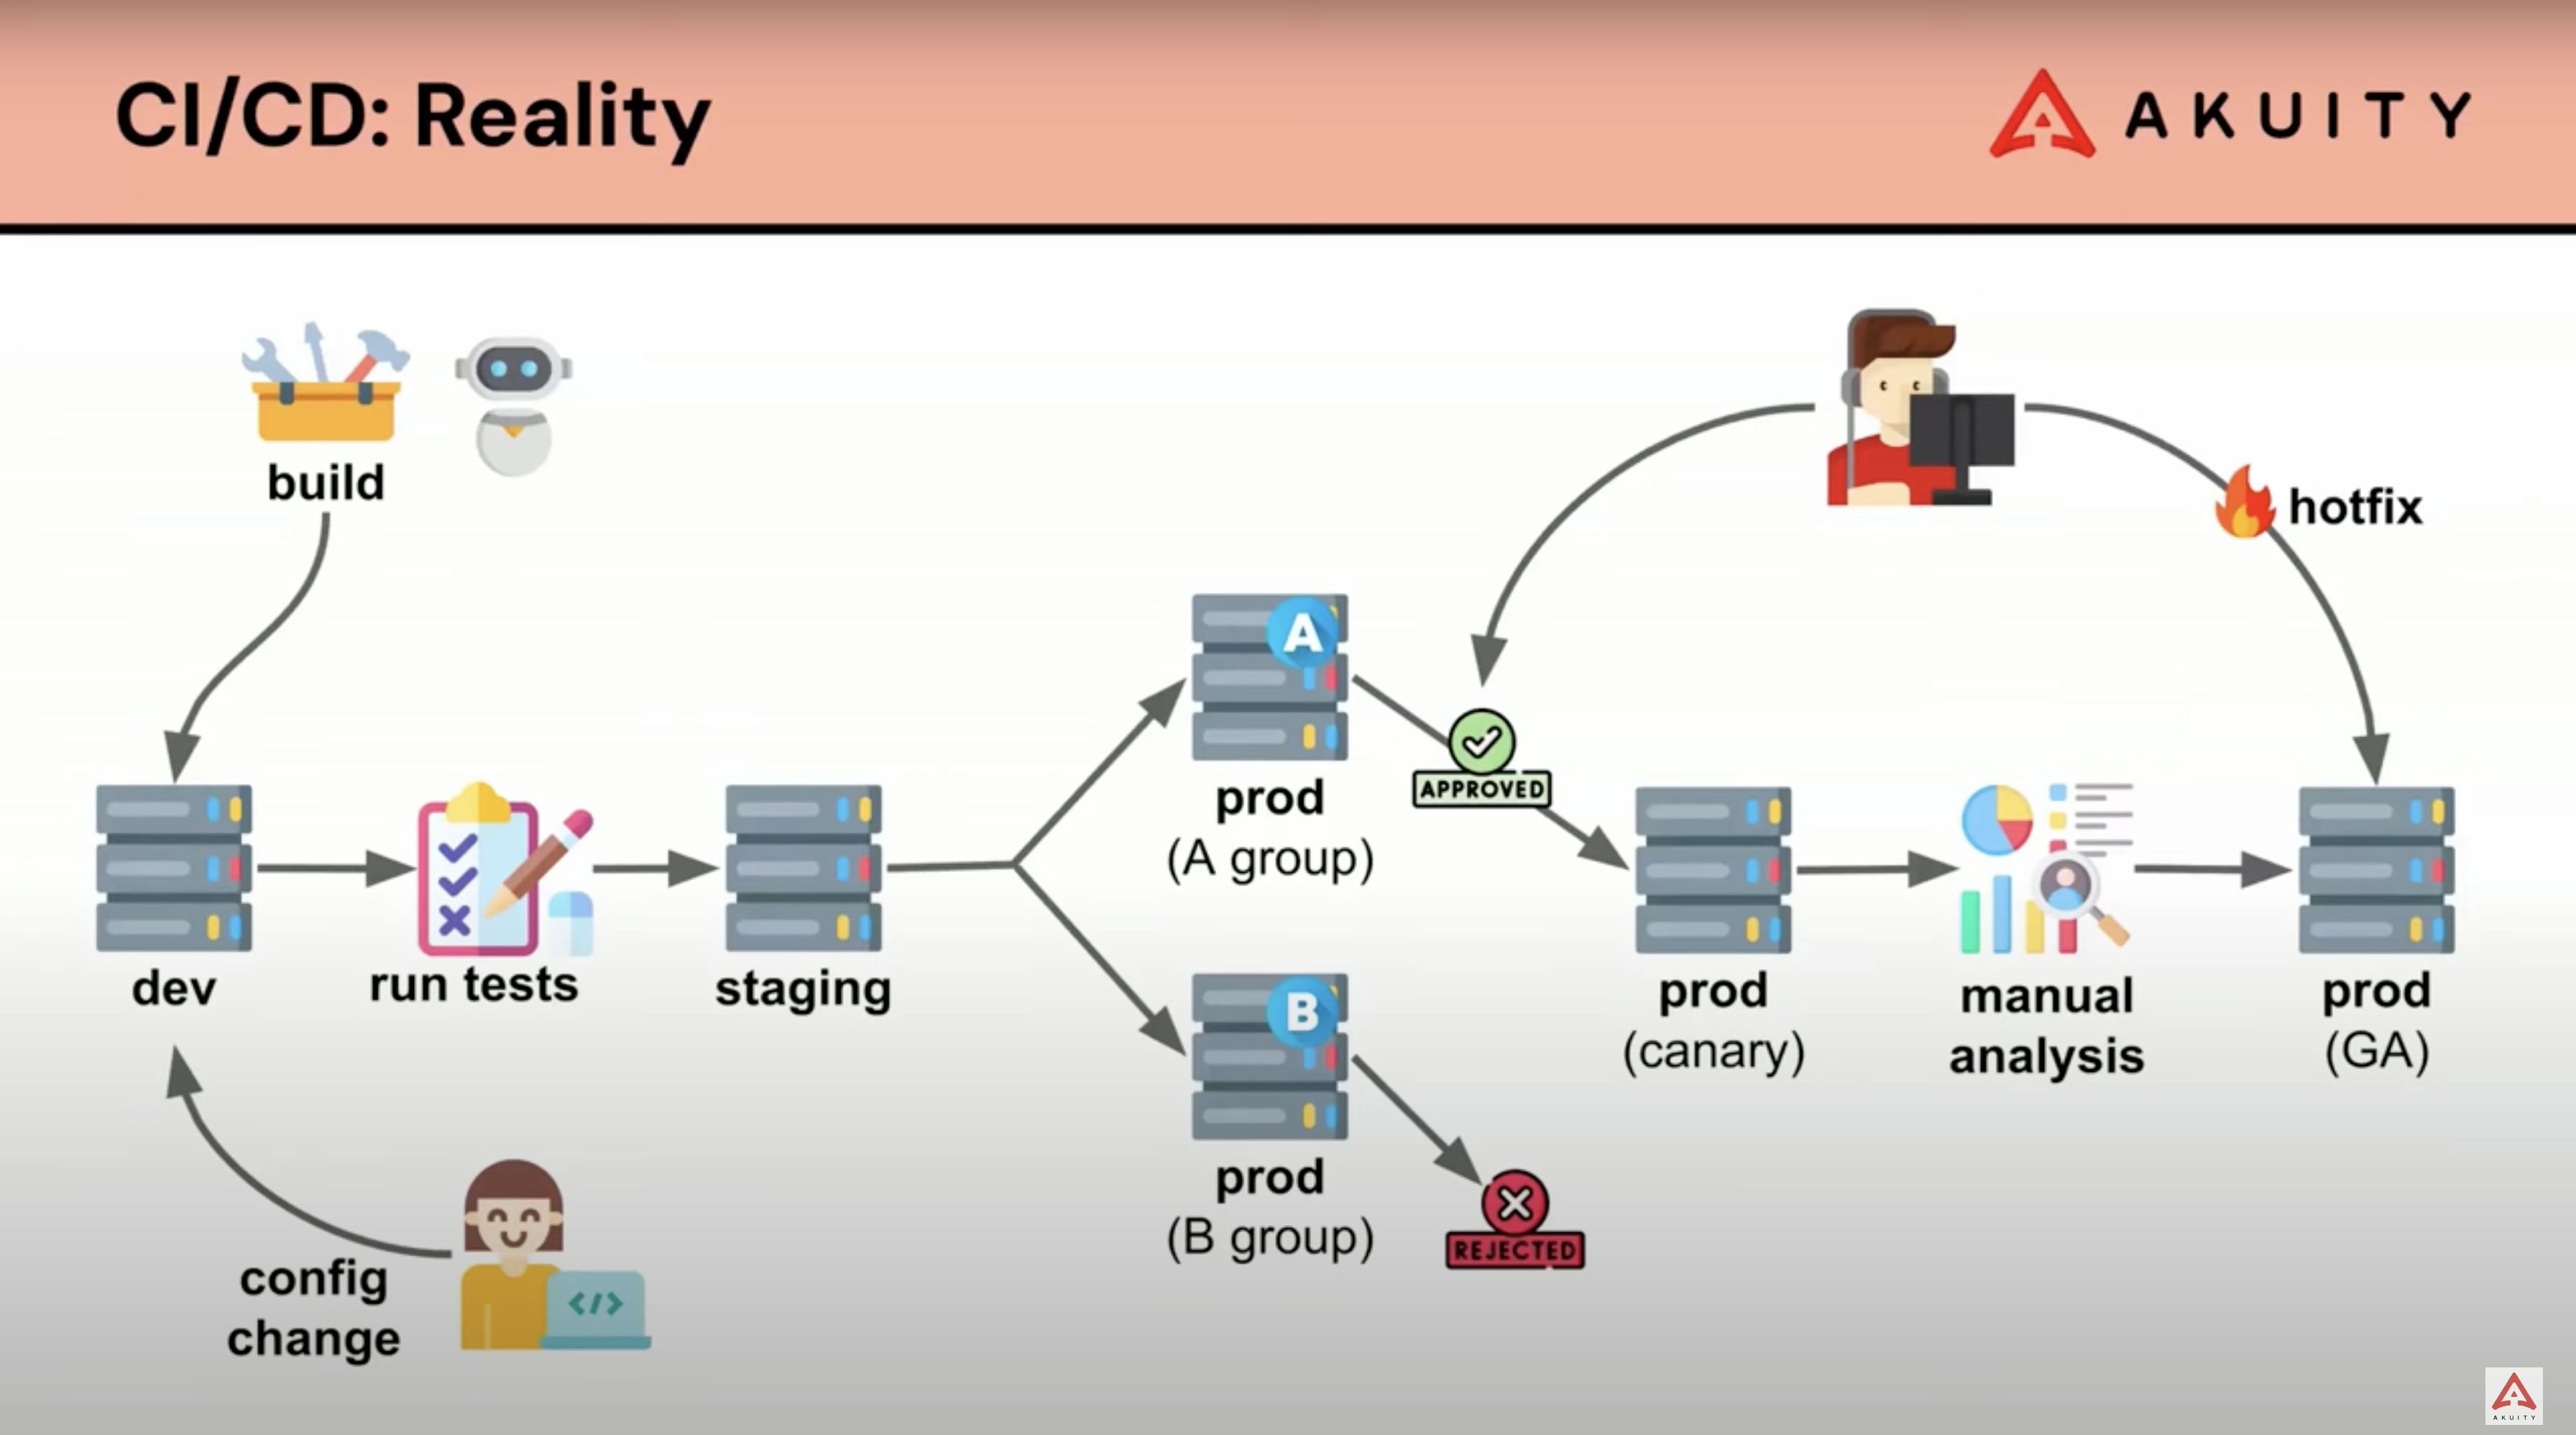 CI/CD: Reality
AKUITY
build
hotfix
A
prod
(A group)
APPROVED
dev
run tests
staging
prod
(canary)
manual
analysis
prod
(GA)
B
prod
(B group)
REJECTED
config
change
</>
AKUITY